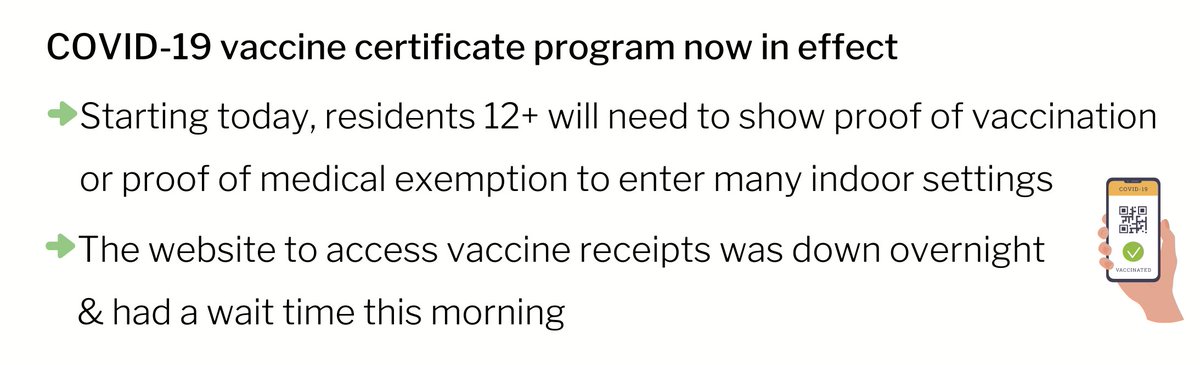 COVID-19 vaccine certificate program now in effect
Starting today, residents 12+ will need to show proof of vaccination
or proof of medical exemption to enter many indoor settings
The website to access vaccine receipts was down overnight
& had a wait time this morning
COVID-19
VACCINATED